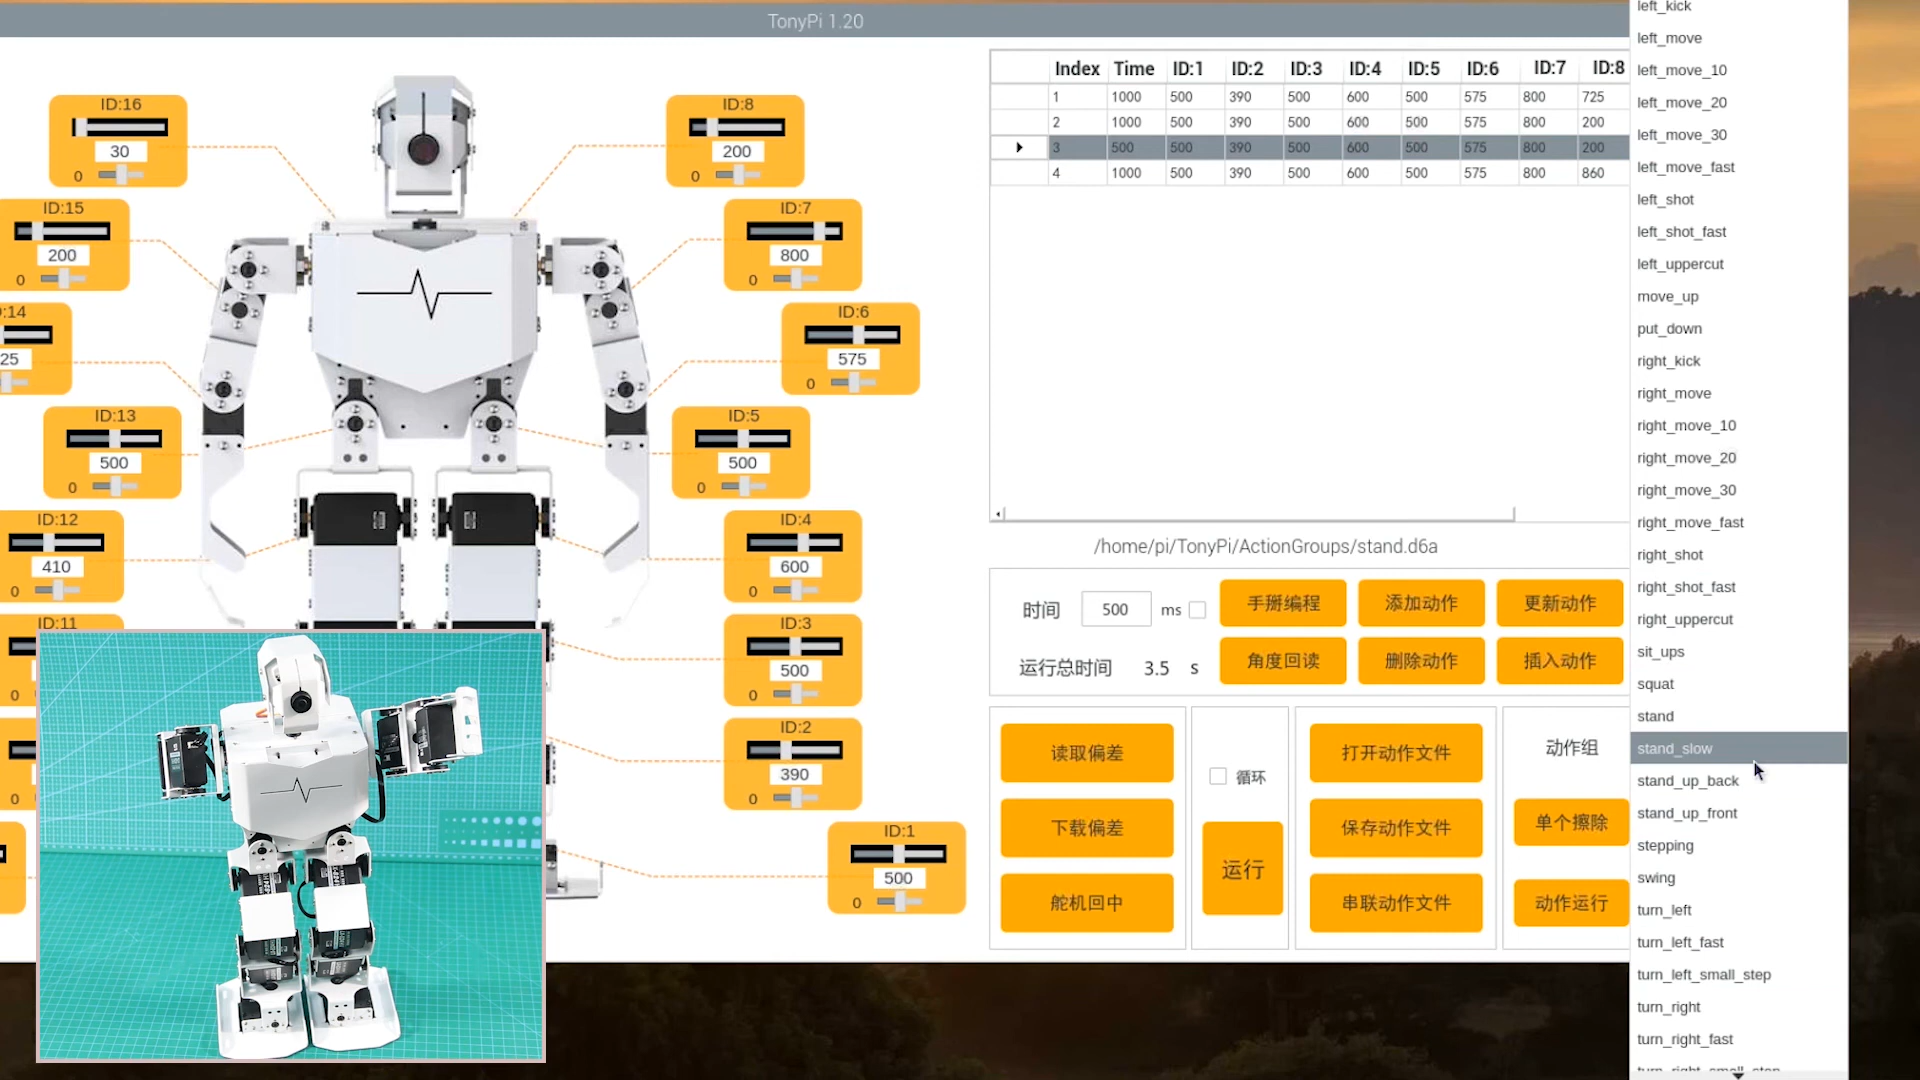 TonyPi 1.20
ID:16
30
0
ID:15
200
0
:14
25
ID:13
500
0
ID:12
410
0
ID:11
0
0
ID:8
200
0
ID:7
800
0
ID:6
575
0
ID:5
500
0
ID:4
600
0
ID:3
500
0
ID:2
390
0
ID:1
500
0
Index Time ID:1 ID:2 ID:3 ID:4 ID:5 ID:6 ID:7 ID:8
1 1000 500 390 500 600 500 575 800 725
2 1000 500 390 500 600 500 575 800 200
3 500 500 390 500 600 500 575 800 200
4 1000 500 390 500 600 500 575 800 860
/home/pi/TonyPi/ActionGroups/stand.d6a
时间 500 ms 手掰编程 添加动作 更新动作
运行总时间 3.5 s 角度回读 删除动作 插入动作
读取偏差
下载偏差
舵机回中
循环
运行
打开动作文件
保存动作文件
串联动作文件
动作组
单个擦除
动作运行
left_kick
left_move
left_move_10
left_move_20
left_move_30
left_move_fast
left_shot
left_shot_fast
left_uppercut
move_up
put_down
right_kick
right_move
right_move_10
right_move_20
right_move_30
right_move_fast
right_shot
right_shot_fast
right_uppercut
sit_ups
squat
stand
stand_slow
stand_up_back
stand_up_front
stepping
swing
turn_left
turn_left_fast
turn_left_small_step
turn_right
turn_right_fast
turn_right_small_step